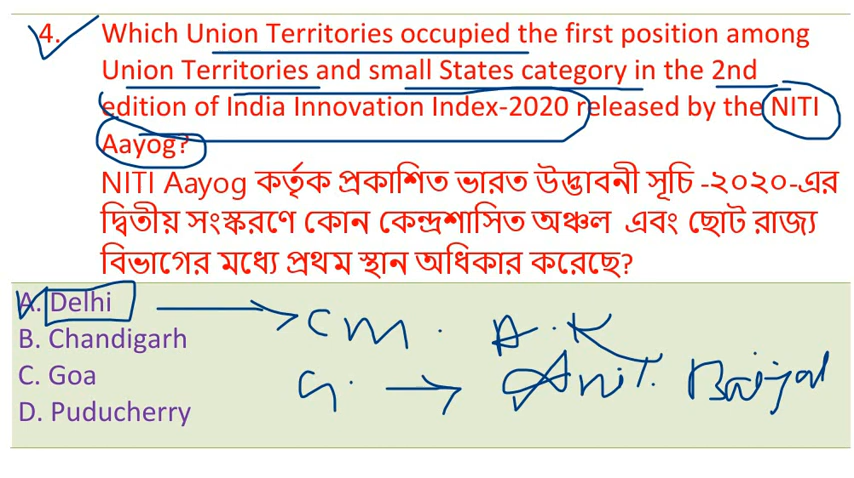 4. Which Union Territories occupied the first position among
Union Territories and small States category in the 2nd
edition of India Innovation Index-2020 released by the NITI
Aayog?
NITI Aayog কর্তৃক প্রকাশিত ভারত উদ্ভাবনী সূচি -২০২০-এর
দ্বিতীয় সংস্করণে কোন কেন্দ্রশাসিত অঞ্চল এবং ছোট রাজ্য
বিভাগের মধ্যে প্রথম স্থান অধিকার করেছে?
A. Delhi → CM. A.K
B. Chandigarh
C. Goa G. → Anil Baijal
D. Puducherry